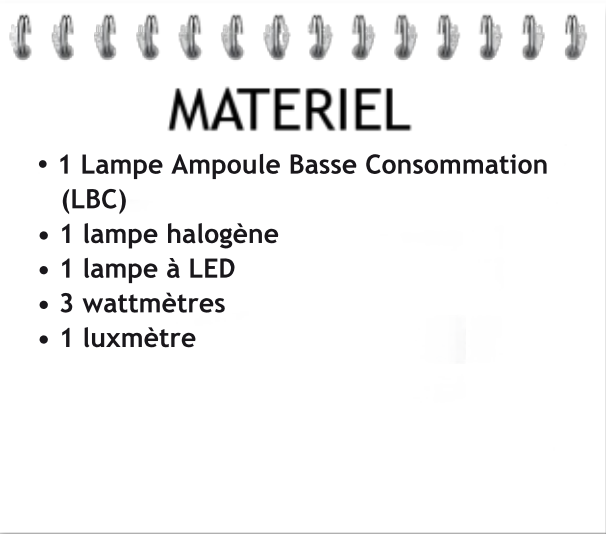 MATERIEL
• 1 Lampe Ampoule Basse Consommation
(LBC)
• 1 lampe halogène
• 1 lampe à LED
• 3 wattmètres
• 1 luxmètre